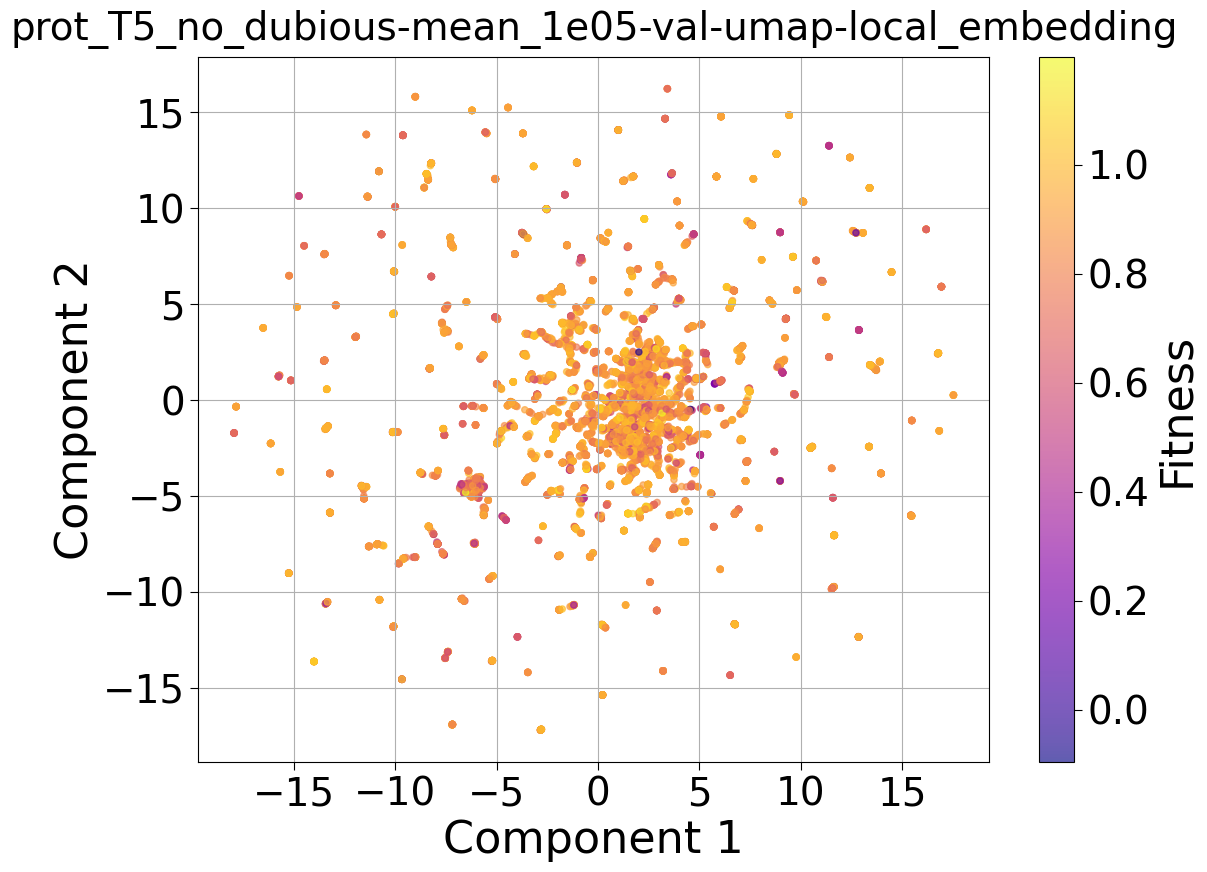 prot_T5_no_dubious-mean_1e05-val-umap-local_embedding
15
10
5
0
−5
−10
−15
Component 2
−15 −10 −5 0 5 10 15
Component 1
1.0
0.8
0.6
0.4
0.2
0.0
Fitness